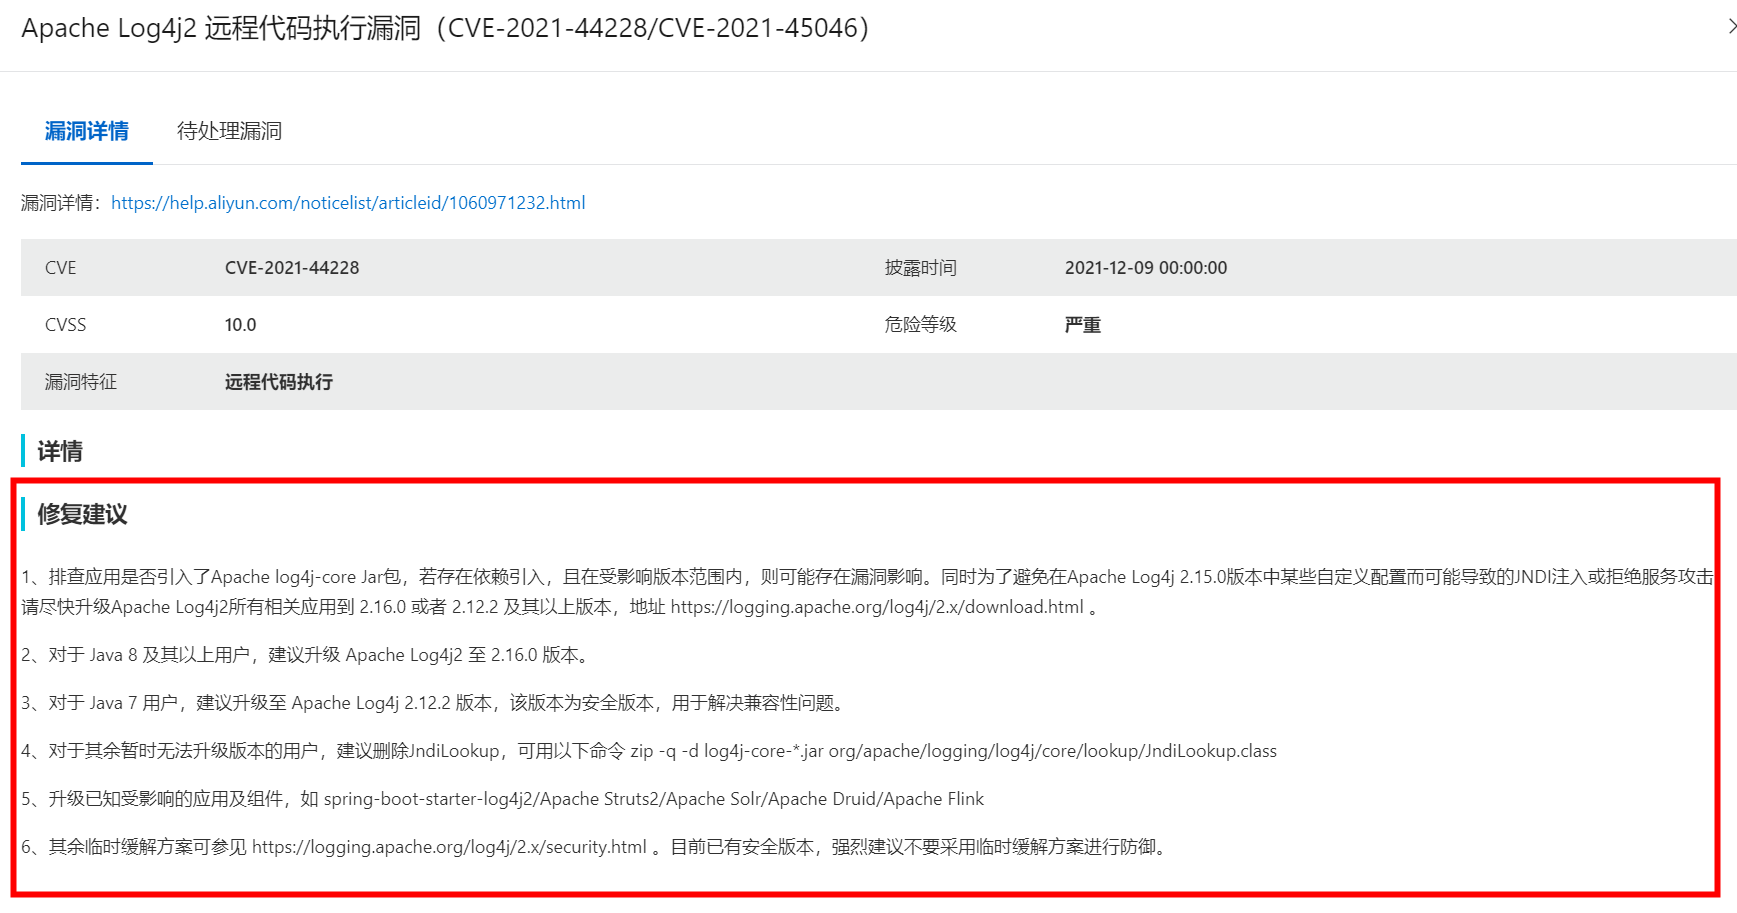 Apache Log4j2 远程代码执行漏洞（CVE-2021-44228/CVE-2021-45046）
漏洞详情 待处理漏洞
漏洞详情：https://help.aliyun.com/noticelist/articleid/1060971232.html
CVE CVE-2021-44228 披露时间 2021-12-09 00:00:00
CVSS 10.0 危险等级 严重
漏洞特征 远程代码执行
详情
修复建议
1、排查应用是否引入了Apache log4j-core Jar包，若存在依赖引入，且在受影响版本范围内，则可能存在漏洞影响。同时为了避免在Apache Log4j 2.15.0版本中某些自定义配置而可能导致的JNDI注入或拒绝服务攻击
请尽快升级Apache Log4j2所有相关应用到 2.16.0 或者 2.12.2 及其以上版本，地址 https://logging.apache.org/log4j/2.x/download.html 。
2、对于 Java 8 及其以上用户，建议升级 Apache Log4j2 至 2.16.0 版本。
3、对于 Java 7 用户，建议升级至 Apache Log4j 2.12.2 版本，该版本为安全版本，用于解决兼容性问题。
4、对于其余暂时无法升级版本的用户，建议删除JndiLookup，可用以下命令 zip -q -d log4j-core-*.jar org/apache/logging/log4j/core/lookup/JndiLookup.class
5、升级已知受影响的应用及组件，如 spring-boot-starter-log4j2/Apache Struts2/Apache Solr/Apache Druid/Apache Flink
6、其余临时缓解方案可参见 https://logging.apache.org/log4j/2.x/security.html 。目前已有安全版本，强烈建议不要采用临时缓解方案进行防御。